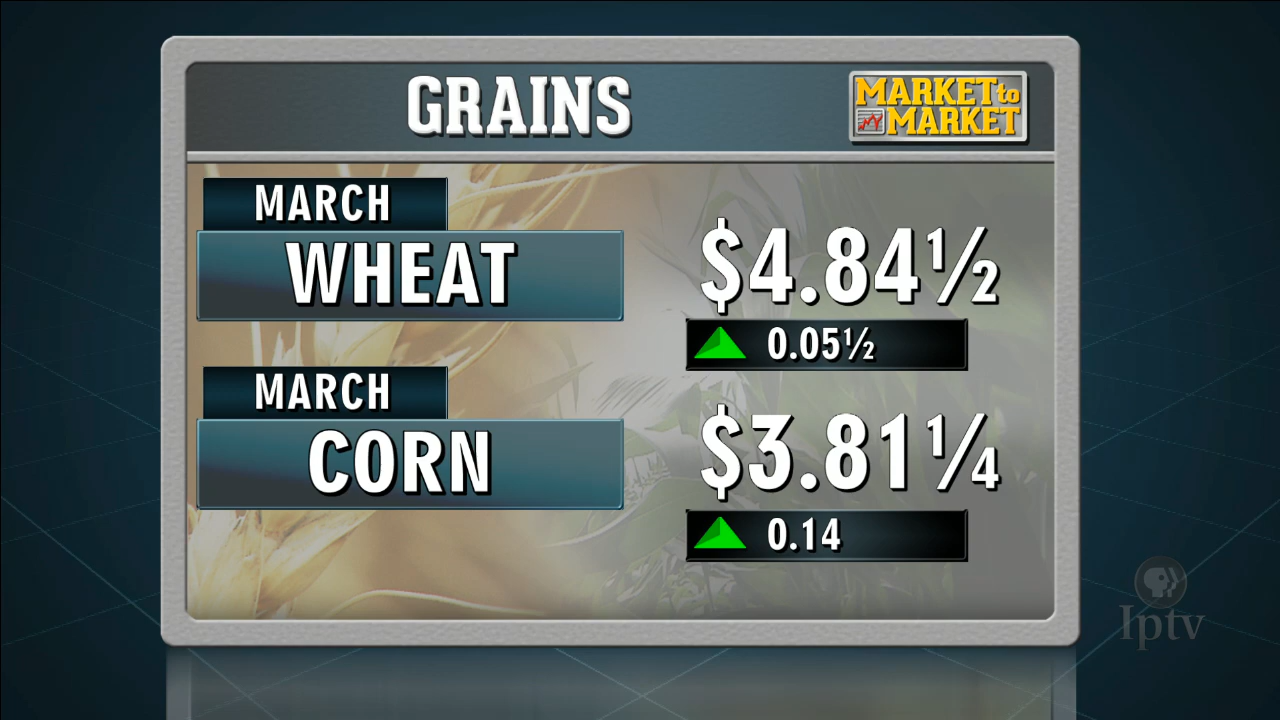 GRAINS
MARKET to
MARKET
MARCH
WHEAT
$4.84½
0.05½
MARCH
CORN
$3.81¼
0.14
Iptv